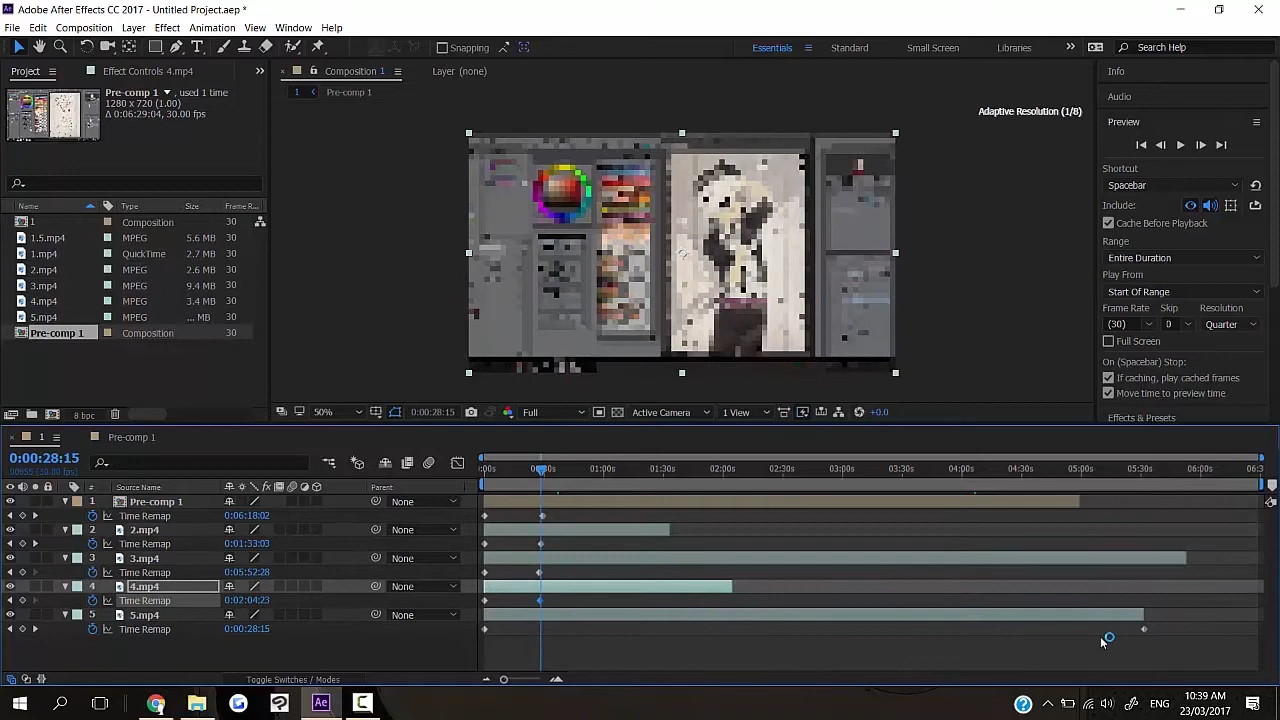 Adobe After Effects CC 2017 - Untitled Project.aep *
File Edit Composition Layer Effect Animation View Window Help
Snapping
Essentials Standard Small Screen Libraries Search Help
Project Effect Controls 4.mp4
Composition 1 Layer (none)
1 Pre-comp 1
Pre-comp 1 , used 1 time
1280 x 720 (1.00)
Δ 0:06:29:04, 30.00 fps
Adaptive Resolution (1/8)
Name Type Size Frame R...
1 Composition 30
1.5.mp4 MPEG 5.6 MB 30
1.mp4 QuickTime 2.7 MB 30
2.mp4 MPEG 2.6 MB 30
3.mp4 MPEG 9.4 MB 30
4.mp4 MPEG 3.4 MB 30
5.mp4 MPEG ... MB 30
Pre-comp 1 Composition 30
8 bpc
50% 0:00:28:15 Full Active Camera 1 View +0.0
Info
Audio
Preview
Shortcut
Spacebar
Include:
Cache Before Playback
Range
Entire Duration
Play From
Start Of Range
Frame Rate Skip Resolution
(30) 0 Quarter
Full Screen
On (Spacebar) Stop:
If caching, play cached frames
Move time to preview time
Effects & Presets
1 Pre-comp 1
0:00:28:15
00855 (30.00 fps)
:00s 01:00s 01:30s 02:00s 02:30s 03:00s 03:30s 04:00s 04:30s 05:00s 05:30s 06:00s 06:3
# Source Name Parent
1 Pre-comp 1 None
Time Remap 0:06:18:02
2 2.mp4 None
Time Remap 0:01:33:03
3 3.mp4 None
Time Remap 0:05:52:28
4 4.mp4 None
Time Remap 0:02:04:23
5 5.mp4 None
Time Remap 0:00:28:15
Toggle Switches / Modes
Ae
ENG
10:39 AM
23/03/2017